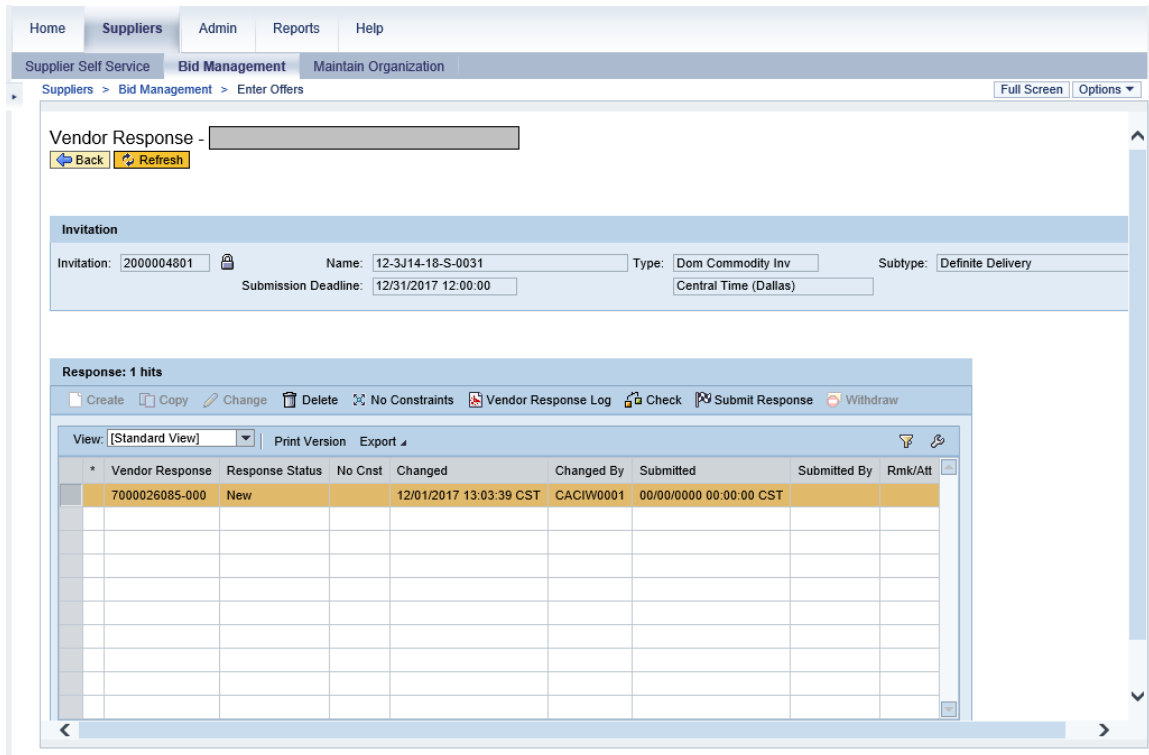 Home Suppliers Admin Reports Help
Supplier Self Service Bid Management Maintain Organization
Suppliers > Bid Management > Enter Offers Full Screen Options
Vendor Response -
Back Refresh
Invitation
Invitation: 2000004801 Name: 12-3J14-18-S-0031 Type: Dom Commodity Inv Subtype: Definite Delivery
Submission Deadline: 12/31/2017 12:00:00 Central Time (Dallas)
Response: 1 hits
Create Copy Change Delete No Constraints Vendor Response Log Check Submit Response Withdraw
View: [Standard View] Print Version Export
* Vendor Response Response Status No Cnst Changed Changed By Submitted Submitted By Rmk/Att
7000026085-000 New 12/01/2017 13:03:39 CST CACIW0001 00/00/0000 00:00:00 CST